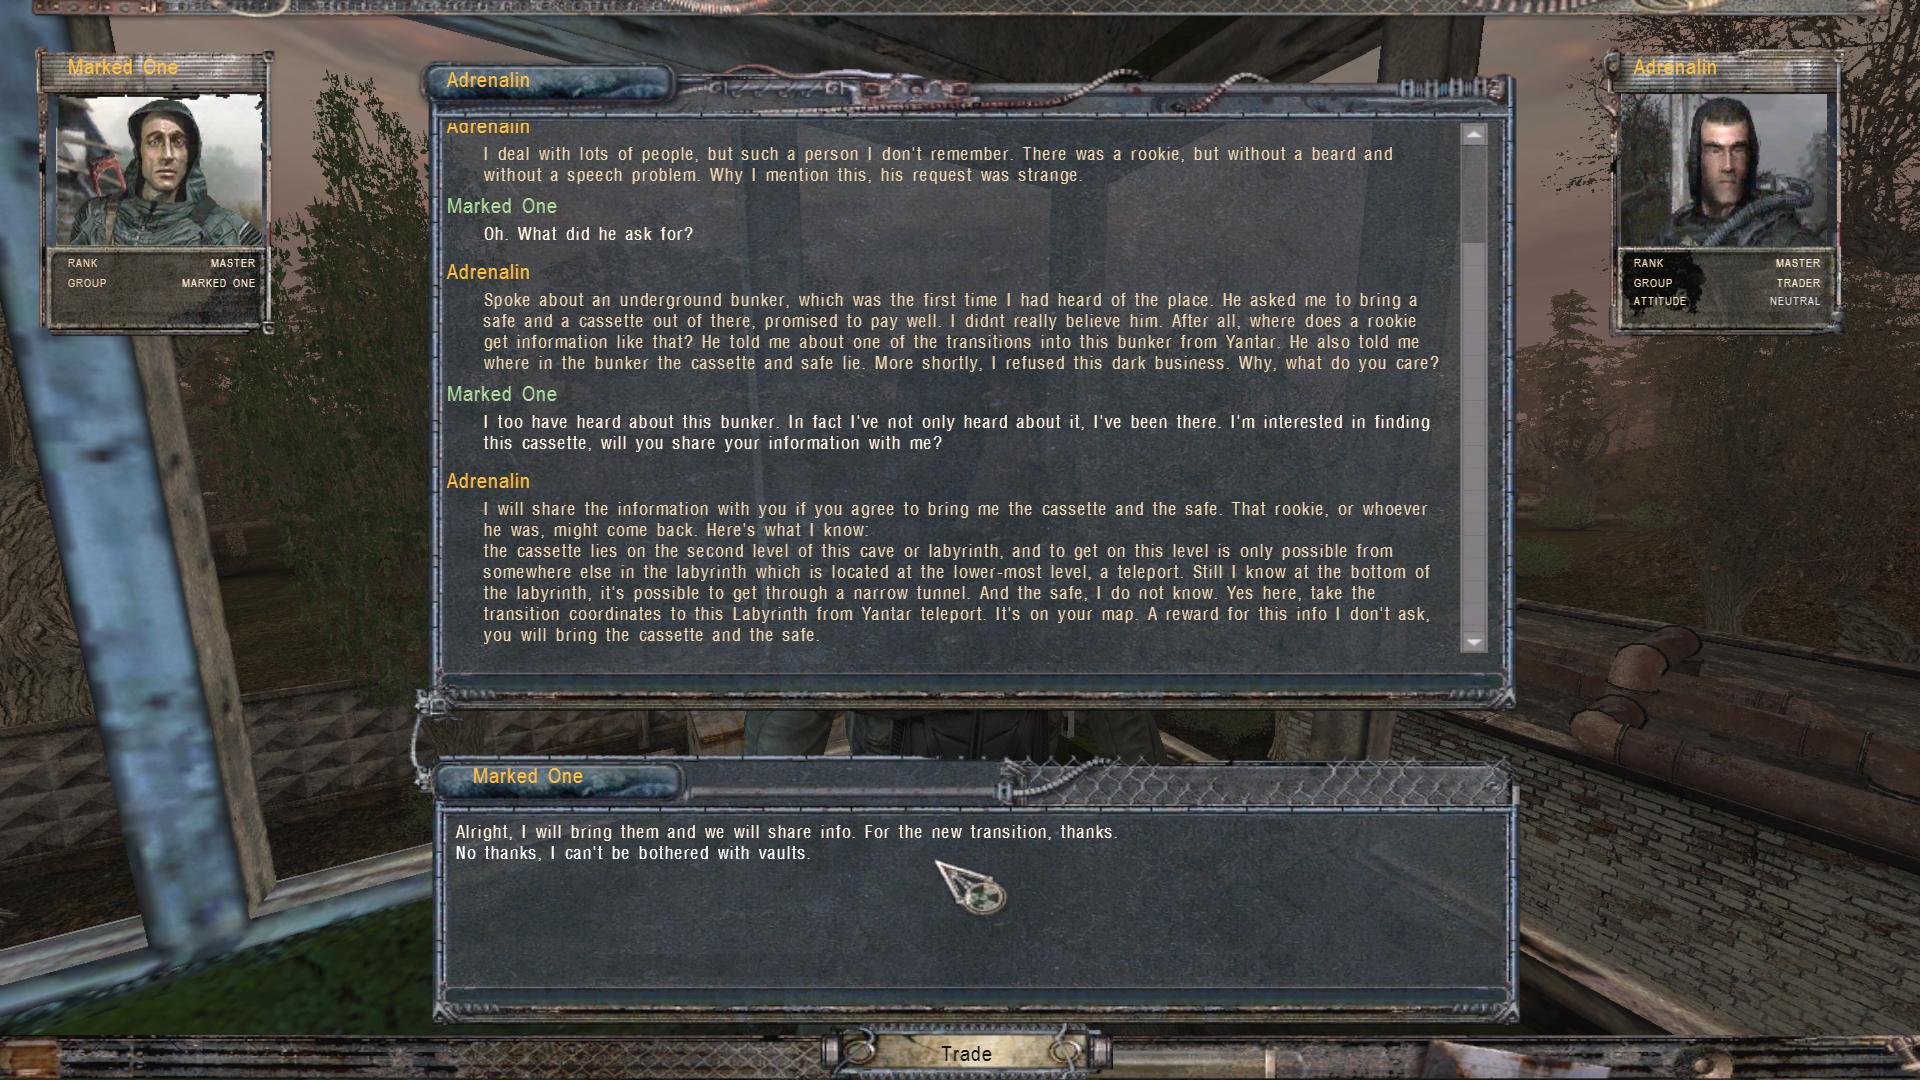 Marked One
RANK MASTER
GROUP MARKED ONE
Adrenalin
Adrenalin
I deal with lots of people, but such a person I don't remember. There was a rookie, but without a beard and
without a speech problem. Why I mention this, his request was strange.
Marked One
Oh. What did he ask for?
Adrenalin
Spoke about an underground bunker, which was the first time I had heard of the place. He asked me to bring a
safe and a cassette out of there, promised to pay well. I didnt really believe him. After all, where does a rookie
get information like that? He told me about one of the transitions into this bunker from Yantar. He also told me
where in the bunker the cassette and safe lie. More shortly, I refused this dark business. Why, what do you care?
Marked One
I too have heard about this bunker. In fact I've not only heard about it, I've been there. I'm interested in finding
this cassette, will you share your information with me?
Adrenalin
I will share the information with you if you agree to bring me the cassette and the safe. That rookie, or whoever
he was, might come back. Here's what I know:
the cassette lies on the second level of this cave or labyrinth, and to get on this level is only possible from
somewhere else in the labyrinth which is located at the lower-most level, a teleport. Still I know at the bottom of
the labyrinth, it's possible to get through a narrow tunnel. And the safe, I do not know. Yes here, take the
transition coordinates to this Labyrinth from Yantar teleport. It's on your map. A reward for this info I don't ask,
you will bring the cassette and the safe.
Adrenalin
RANK MASTER
GROUP TRADER
ATTITUDE NEUTRAL
Marked One
Alright, I will bring them and we will share info. For the new transition, thanks.
No thanks, I can't be bothered with vaults.
Trade